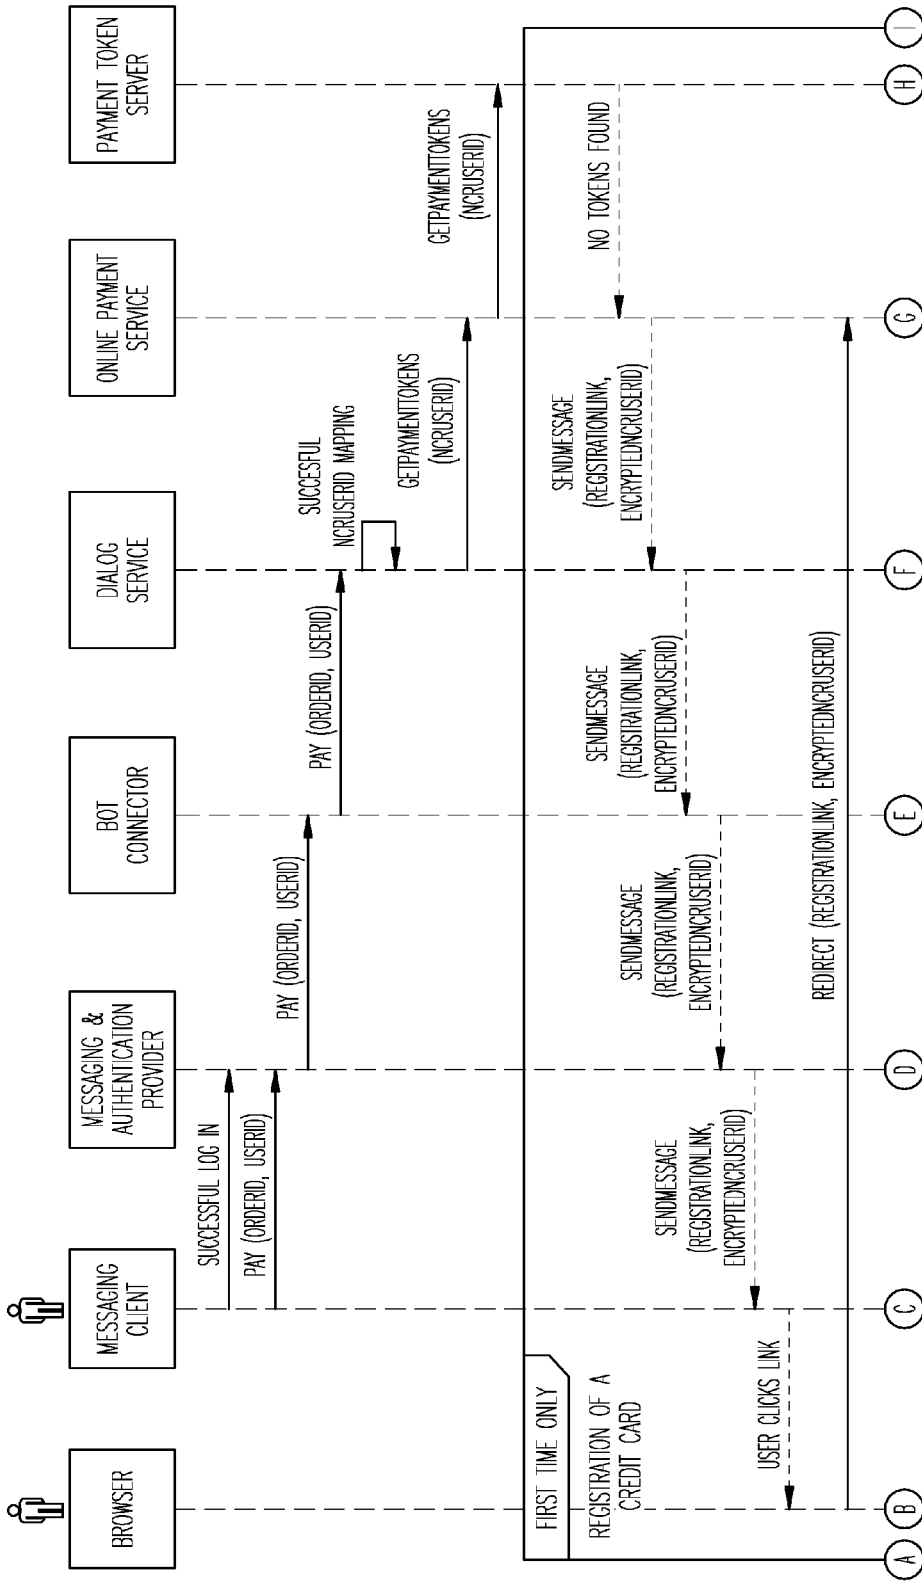 BROWSER
MESSAGING
CLIENT
MESSAGING &
AUTHENTICATION
PROVIDER
BOT
CONNECTOR
DIALOG
SERVICE
ONLINE PAYMENT
SERVICE
PAYMENT TOKEN
SERVER
SUCCESSFUL LOG IN
PAY (ORDERID, USERID)
PAY (ORDERID, USERID)
PAY (ORDERID, USERID)
SUCCESFUL
NCRUSERID MAPPING
GETPAYMENTTOKENS
(NCRUSERID)
GETPAYMENTTOKENS
(NCRUSERID)
FIRST TIME ONLY
REGISTRATION OF A
CREDIT CARD
NO TOKENS FOUND
SENDMESSAGE
(REGISTRATIONLINK,
ENCRYPTEDNCRUSERID)
SENDMESSAGE
(REGISTRATIONLINK,
ENCRYPTEDNCRUSERID)
SENDMESSAGE
(REGISTRATIONLINK,
ENCRYPTEDNCRUSERID)
SENDMESSAGE
(REGISTRATIONLINK,
ENCRYPTEDNCRUSERID)
USER CLICKS LINK
REDIRECT (REGISTRATIONLINK, ENCRYPTEDNCRUSERID)
A
B
C
D
E
F
G
H
I